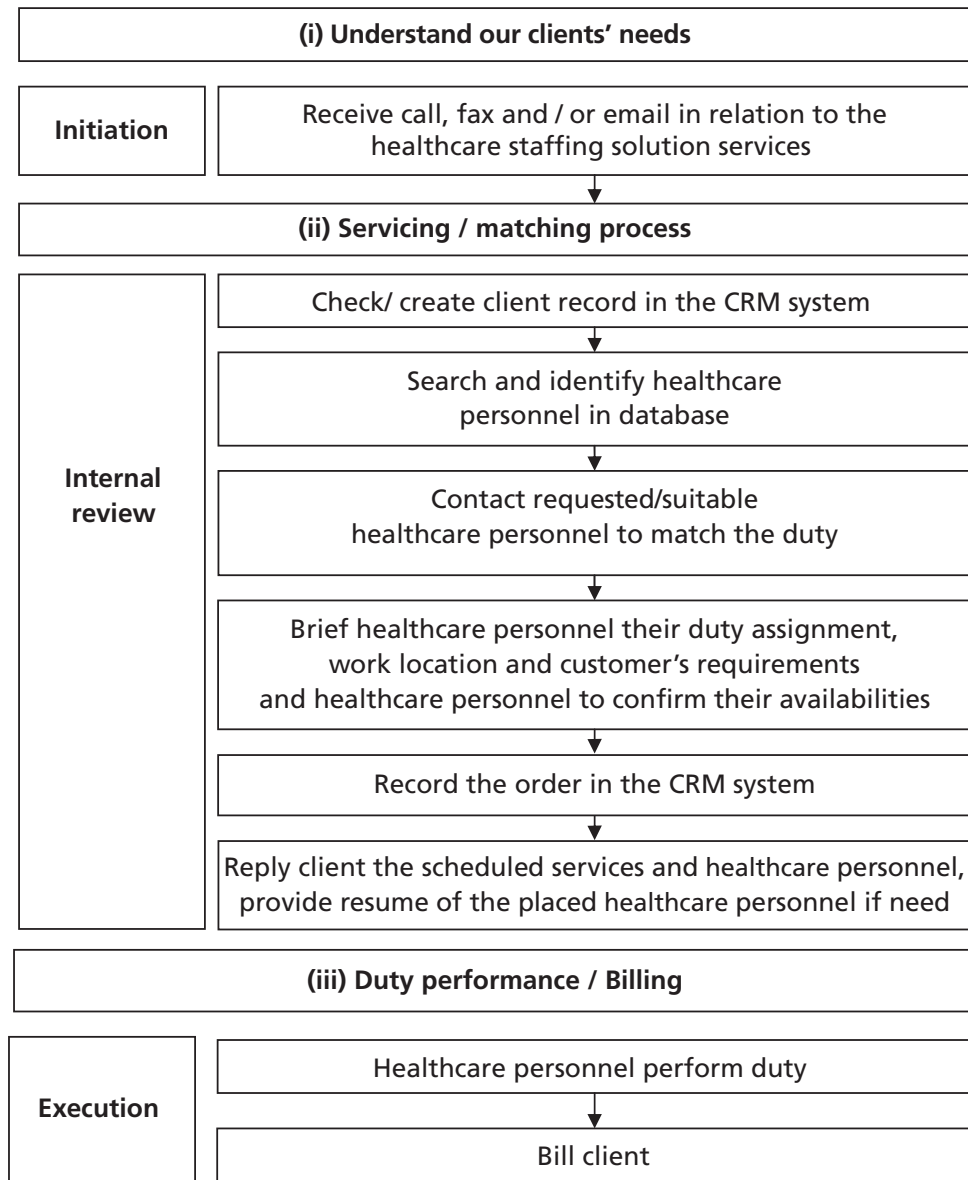 (i) Understand our clients’ needs
Initiation
Receive call, fax and / or email in relation to the
healthcare staffing solution services
(ii) Servicing / matching process
Internal
review
Check/ create client record in the CRM system
Search and identify healthcare
personnel in database
Contact requested/suitable
healthcare personnel to match the duty
Brief healthcare personnel their duty assignment,
work location and customer’s requirements
and healthcare personnel to confirm their availabilities
Record the order in the CRM system
Reply client the scheduled services and healthcare personnel,
provide resume of the placed healthcare personnel if need
(iii) Duty performance / Billing
Execution
Healthcare personnel perform duty
Bill client